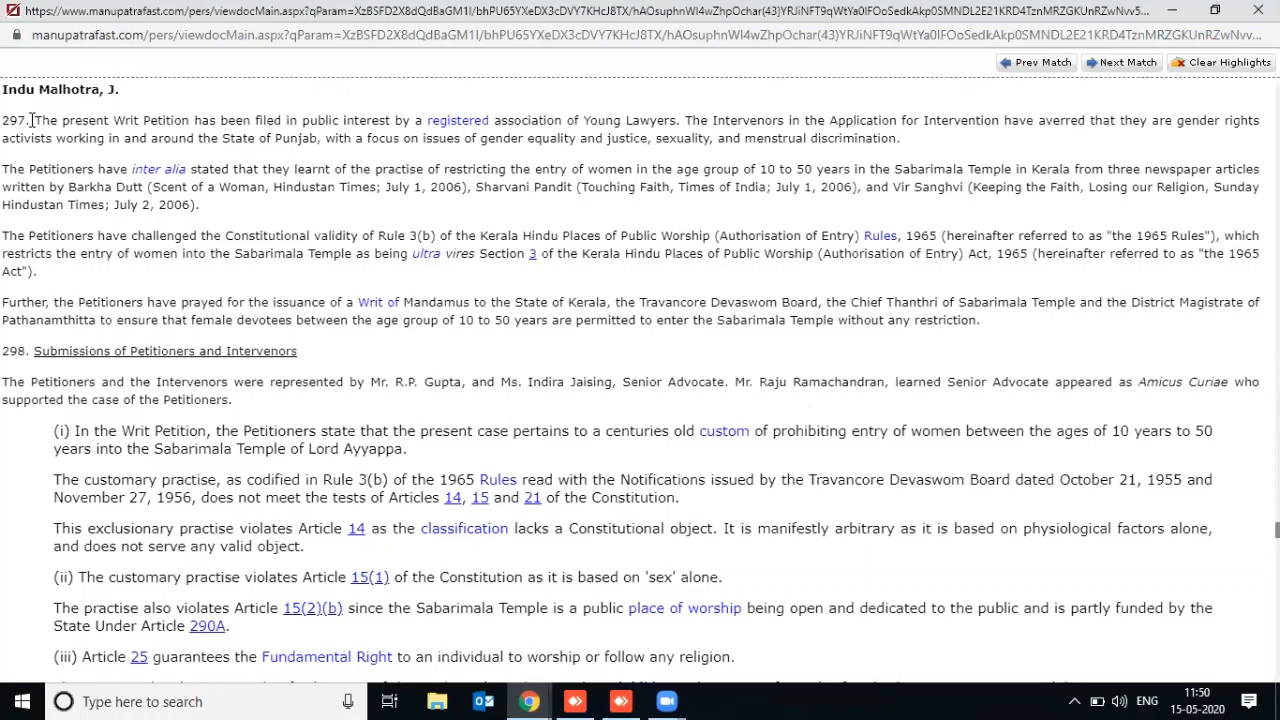 https://www.manupatrafast.com/pers/viewdocMain.aspx?qParam=XzBSFD2X8dQdBaGM1I/bhPU65YXeDX3cDVY7KHcJ8TX/hAOsuphnWI4wZhpOchar(43)YRJiNFT9qWtYa0IFOoSedkAkp0SMNDL2E21KRD4TznMRZGKUnRZwNvv5...
manupatrafast.com/pers/viewdocMain.aspx?qParam=XzBSFD2X8dQdBaGM1I/bhPU65YXeDX3cDVY7KHcJ8TX/hAOsuphnWI4wZhpOchar(43)YRJiNFT9qWtYa0IFOoSedkAkp0SMNDL2E21KRD4TznMRZGKUnRZwNvv...
Prev Match Next Match Clear Highlights
Indu Malhotra, J.
297. The present Writ Petition has been filed in public interest by a registered association of Young Lawyers. The Intervenors in the Application for Intervention have averred that they are gender rights
activists working in and around the State of Punjab, with a focus on issues of gender equality and justice, sexuality, and menstrual discrimination.
The Petitioners have inter alia stated that they learnt of the practise of restricting the entry of women in the age group of 10 to 50 years in the Sabarimala Temple in Kerala from three newspaper articles
written by Barkha Dutt (Scent of a Woman, Hindustan Times; July 1, 2006), Sharvani Pandit (Touching Faith, Times of India; July 1, 2006), and Vir Sanghvi (Keeping the Faith, Losing our Religion, Sunday
Hindustan Times; July 2, 2006).
The Petitioners have challenged the Constitutional validity of Rule 3(b) of the Kerala Hindu Places of Public Worship (Authorisation of Entry) Rules, 1965 (hereinafter referred to as "the 1965 Rules"), which
restricts the entry of women into the Sabarimala Temple as being ultra vires Section 3 of the Kerala Hindu Places of Public Worship (Authorisation of Entry) Act, 1965 (hereinafter referred to as "the 1965
Act").
Further, the Petitioners have prayed for the issuance of a Writ of Mandamus to the State of Kerala, the Travancore Devaswom Board, the Chief Thanthri of Sabarimala Temple and the District Magistrate of
Pathanamthitta to ensure that female devotees between the age group of 10 to 50 years are permitted to enter the Sabarimala Temple without any restriction.
298. Submissions of Petitioners and Intervenors
The Petitioners and the Intervenors were represented by Mr. R.P. Gupta, and Ms. Indira Jaising, Senior Advocate. Mr. Raju Ramachandran, learned Senior Advocate appeared as Amicus Curiae who
supported the case of the Petitioners.
(i) In the Writ Petition, the Petitioners state that the present case pertains to a centuries old custom of prohibiting entry of women between the ages of 10 years to 50
years into the Sabarimala Temple of Lord Ayyappa.
The customary practise, as codified in Rule 3(b) of the 1965 Rules read with the Notifications issued by the Travancore Devaswom Board dated October 21, 1955 and
November 27, 1956, does not meet the tests of Articles 14, 15 and 21 of the Constitution.
This exclusionary practise violates Article 14 as the classification lacks a Constitutional object. It is manifestly arbitrary as it is based on physiological factors alone,
and does not serve any valid object.
(ii) The customary practise violates Article 15(1) of the Constitution as it is based on 'sex' alone.
The practise also violates Article 15(2)(b) since the Sabarimala Temple is a public place of worship being open and dedicated to the public and is partly funded by the
State Under Article 290A.
(iii) Article 25 guarantees the Fundamental Right to an individual to worship or follow any religion.
Type here to search
ENG
11:50
15-05-2020